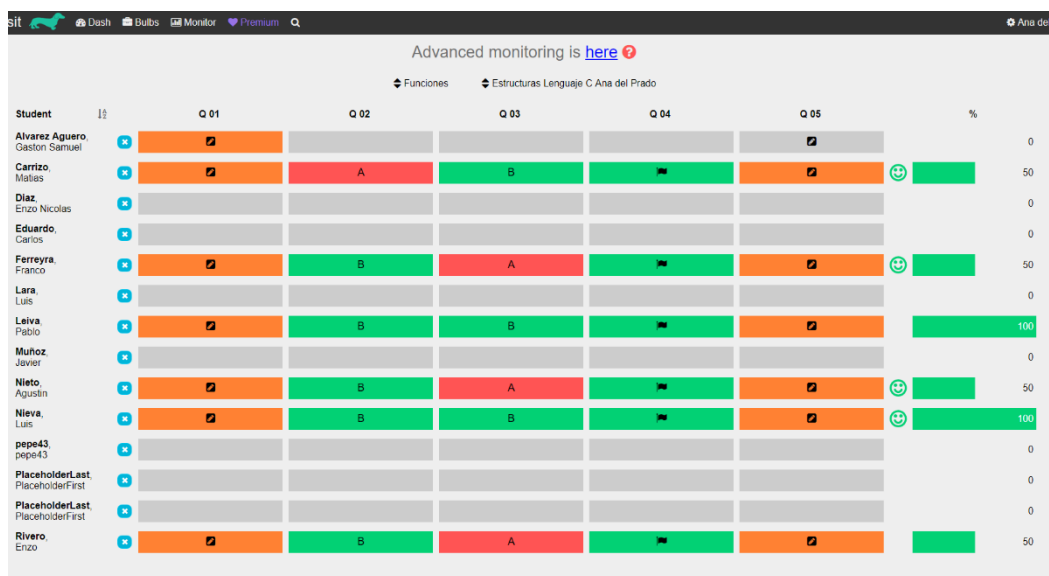 sit Dash Bulbs Monitor Premium Ana de
Advanced monitoring is here ?
Funciones Estructuras Lenguaje C Ana del Prado
Student Q 01 Q 02 Q 03 Q 04 Q 05 %
Alvarez Aguero,
Gaston Samuel 0
Carrizo,
Matias A B 50
Diaz,
Enzo Nicolas 0
Eduardo,
Carlos 0
Ferreyra,
Franco B A 50
Lara,
Luis 0
Leiva,
Pablo B B 100
Muñoz,
Javier 0
Nieto,
Agustin B A 50
Nieva,
Luis B B 100
pepe43,
pepe43 0
PlaceholderLast,
PlaceholderFirst 0
PlaceholderLast,
PlaceholderFirst 0
Rivero,
Enzo B A 50